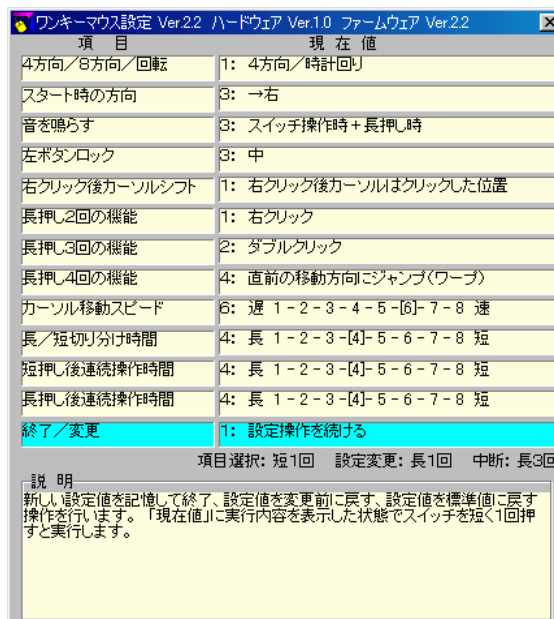 ワンキーマウス設定 Ver.2.2 ハードウェア Ver.1.0 ファームウェア Ver.2.2
項 目 現 在 値
4方向／8方向／回転 1: 4方向／時計回り
スタート時の方向 3: →右
音を鳴らす 3: スイッチ操作時＋長押し時
左ボタンロック 3: 中
右クリック後カーソルシフト 1: 右クリック後カーソルはクリックした位置
長押し2回の機能 1: 右クリック
長押し3回の機能 2: ダブルクリック
長押し4回の機能 4: 直前の移動方向にジャンプ(ワープ)
カーソル移動スピード 6: 遅 1 - 2 - 3 - 4 - 5 -[6]- 7 - 8 速
長／短切り分け時間 4: 長 1 - 2 - 3 -[4]- 5 - 6 - 7 - 8 短
短押し後連続操作時間 4: 長 1 - 2 - 3 -[4]- 5 - 6 - 7 - 8 短
長押し後連続操作時間 4: 長 1 - 2 - 3 -[4]- 5 - 6 - 7 - 8 短
終了／変更 1: 設定操作を続ける
項目選択: 短1回 設定変更: 長1回 中断: 長3回
説 明
新しい設定値を記憶して終了、設定値を変更前に戻す、設定値を標準値に戻す
操作を行います。「現在値」に実行内容を表示した状態でスイッチを短く1回押
すと実行します。